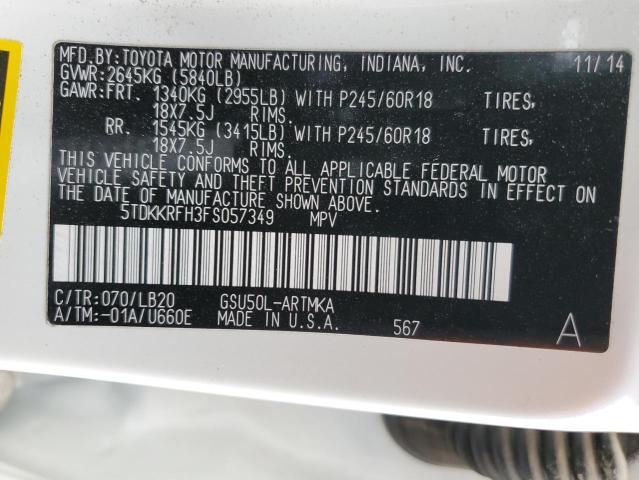 MFD.BY:TOYOTA MOTOR MANUFACTURING, INDIANA, INC. 11/14
GVWR:2645KG (5840LB)
GAWR:FRT. 1340KG (2955LB) WITH P245/60R18 TIRES,
18X7.5J RIMS.
RR. 1545KG (3415LB) WITH P245/60R18 TIRES,
18X7.5J RIMS.
THIS VEHICLE CONFORMS TO ALL APPLICABLE FEDERAL MOTOR
VEHICLE SAFETY AND THEFT PREVENTION STANDARDS IN EFFECT ON
THE DATE OF MANUFACTURE SHOWN ABOVE.
5TDKKRFH3FS057349 MPV
C/TR:070/LB20 GSU50L-ARTMKA
A/TM:-01A/U660E MADE IN U.S.A. 567 A